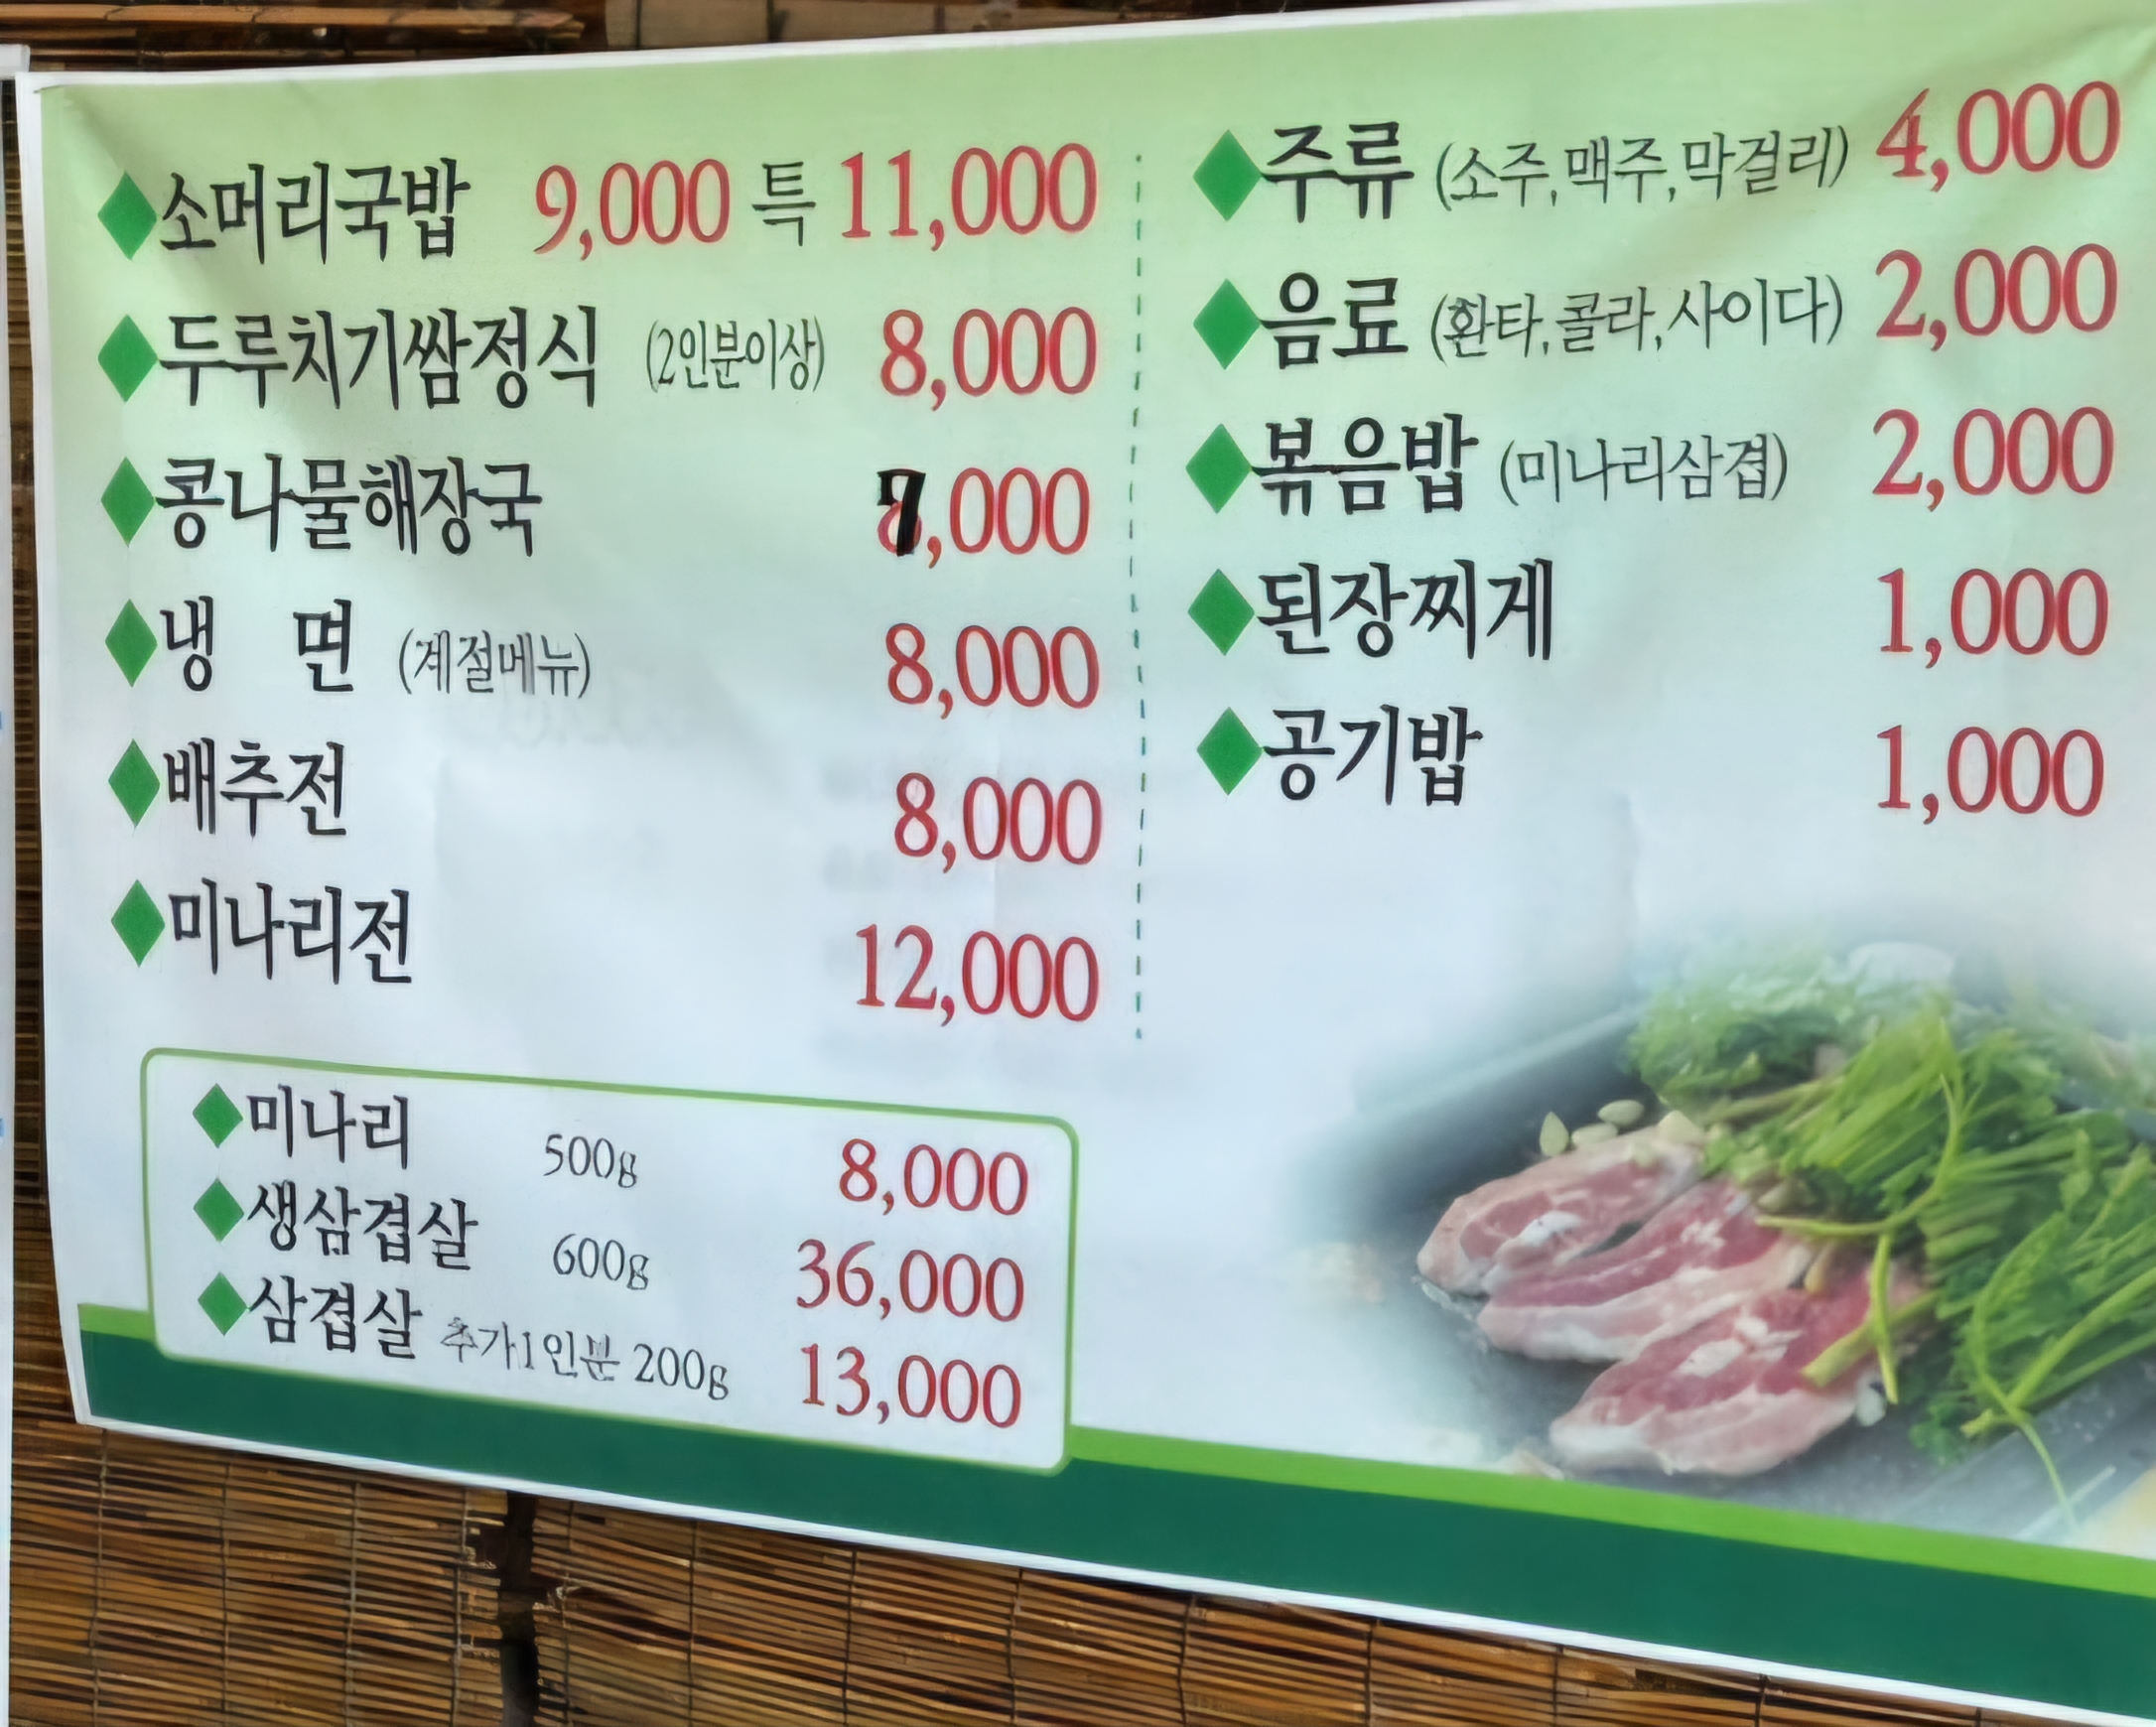 ◆소머리국밥 9,000 특 11,000
◆두루치기쌈정식 (2인분이상) 8,000
◆콩나물해장국 7,000
◆냉 면 (계절메뉴) 8,000
◆배추전 8,000
◆미나리전 12,000
◆미나리 500g 8,000
◆생삼겹살 600g 36,000
◆삼겹살 추가1인분 200g 13,000
◆주류 (소주,맥주,막걸리) 4,000
◆음료 (환타,콜라,사이다) 2,000
◆볶음밥 (미나리삼겹) 2,000
◆된장찌게 1,000
◆공기밥 1,000